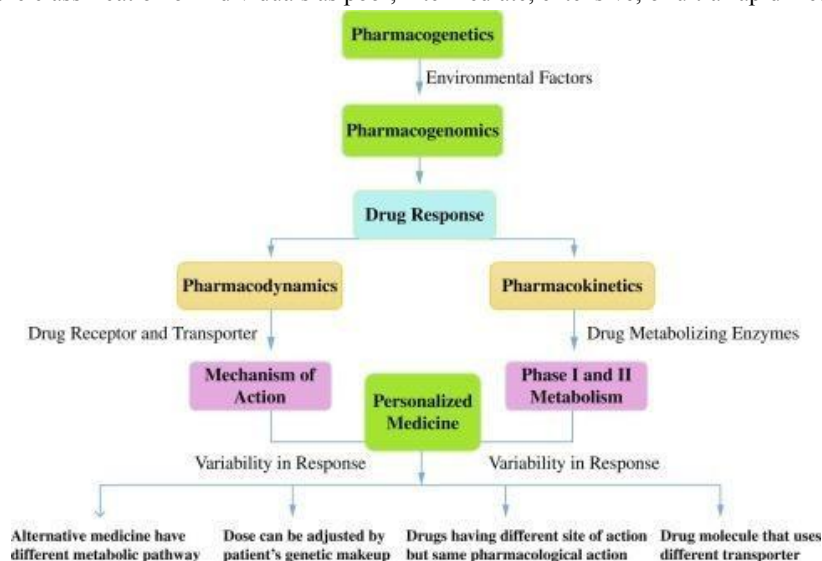 Pharmacogenetics
Environmental Factors
Pharmacogenomics
Drug Response
Pharmacodynamics
Pharmacokinetics
Drug Receptor and Transporter
Drug Metabolizing Enzymes
Mechanism of
Action
Personalized
Medicine
Phase I and II
Metabolism
Variability in Response
Variability in Response
Alternative medicine have
different metabolic pathway
Dose can be adjusted by
patient's genetic makeup
Drugs having different site of action
but same pharmacological action
Drug molecule that uses
different transporter